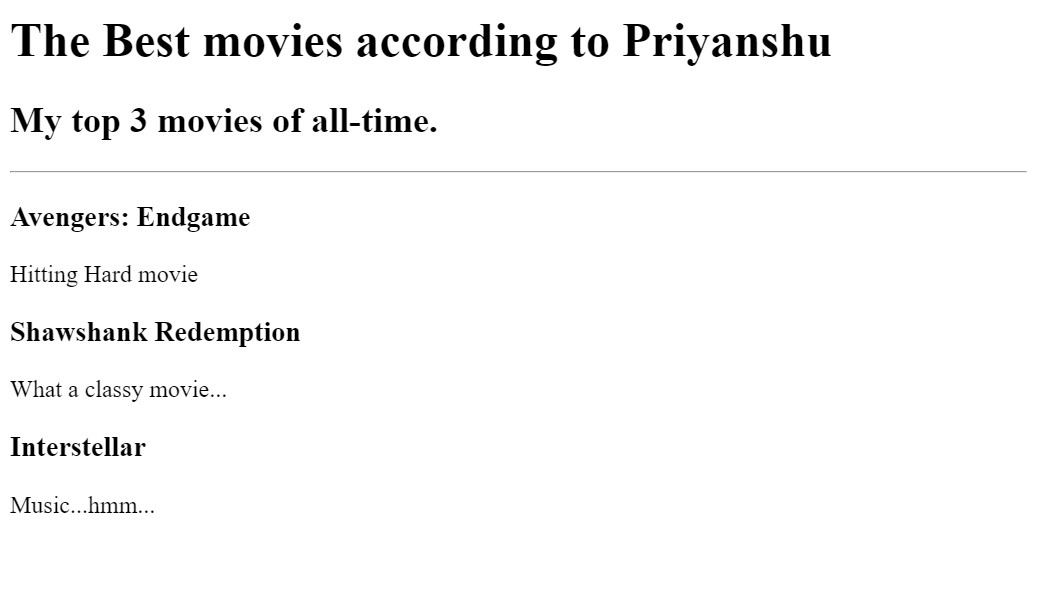 The Best movies according to Priyanshu
My top 3 movies of all-time.
Avengers: Endgame
Hitting Hard movie
Shawshank Redemption
What a classy movie...
Interstellar
Music...hmm...